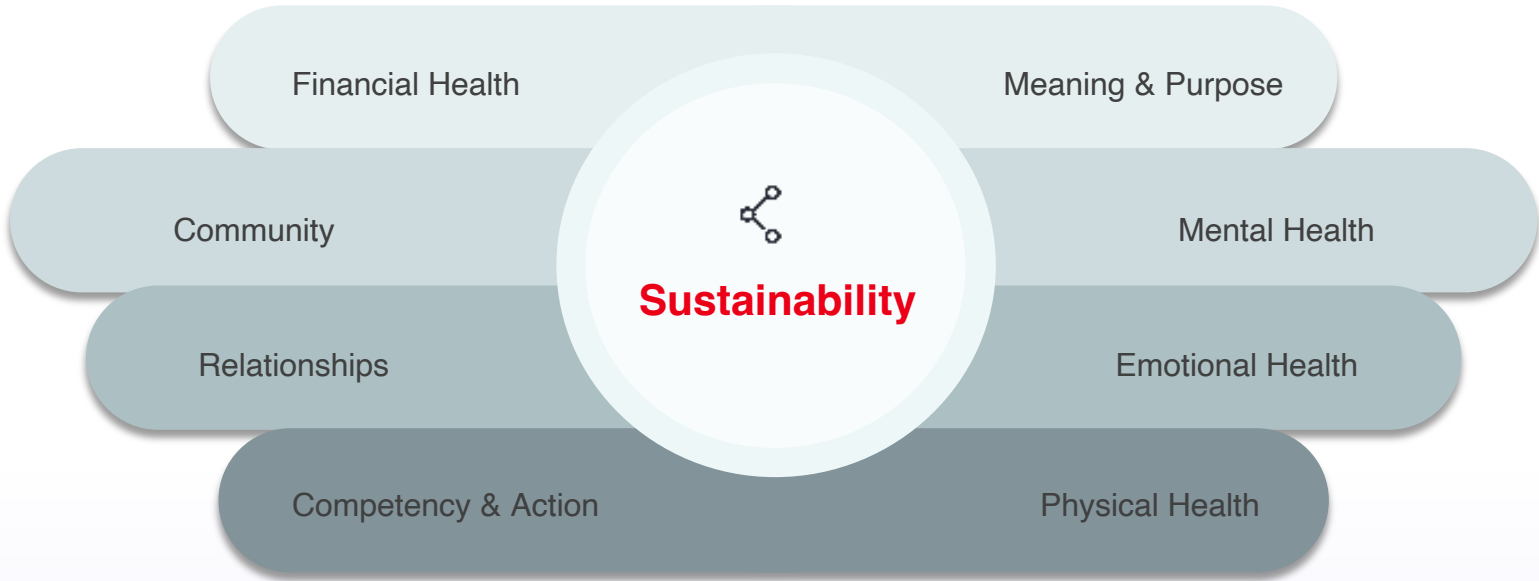 Financial Health
Meaning & Purpose
Community
Mental Health
Sustainability
Relationships
Emotional Health
Competency & Action
Physical Health